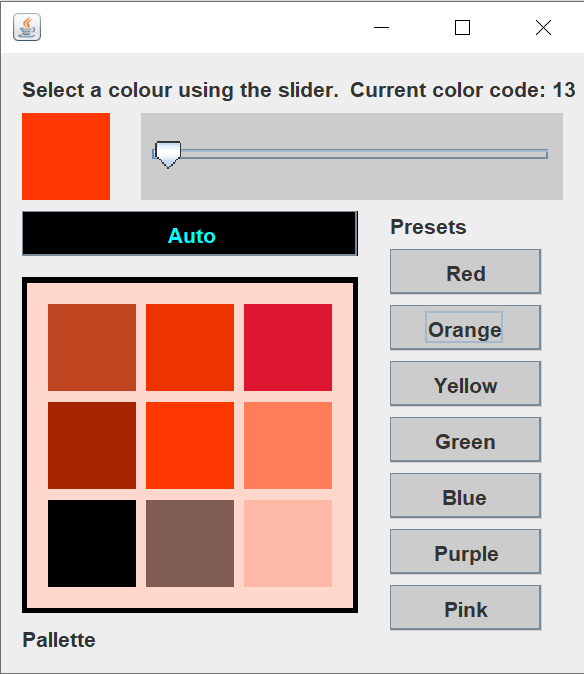 Select a colour using the slider. Current color code: 13
Auto
Presets
Red
Orange
Yellow
Green
Blue
Purple
Pink
Pallette